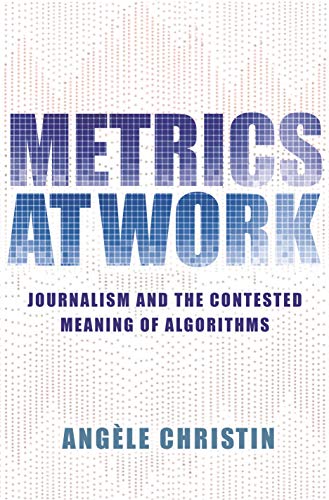 METRICS
AT WORK
JOURNALISM AND THE CONTESTED
MEANING OF ALGORITHMS
ANGÈLE CHRISTIN